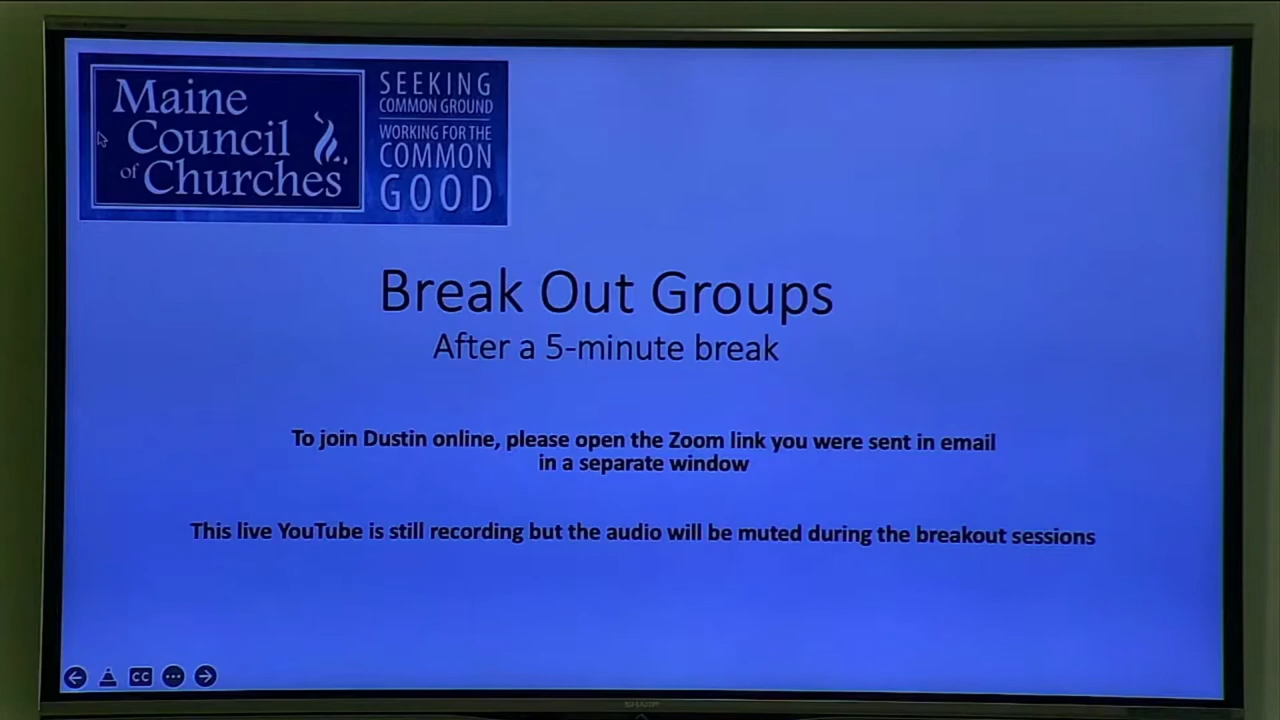 Maine
Council
of Churches
SEEKING
COMMON GROUND
WORKING FOR THE
COMMON
GOOD
Break Out Groups
After a 5-minute break
To join Dustin online, please open the Zoom link you were sent in email
in a separate window
This live YouTube is still recording but the audio will be muted during the breakout sessions
CC
SHARP